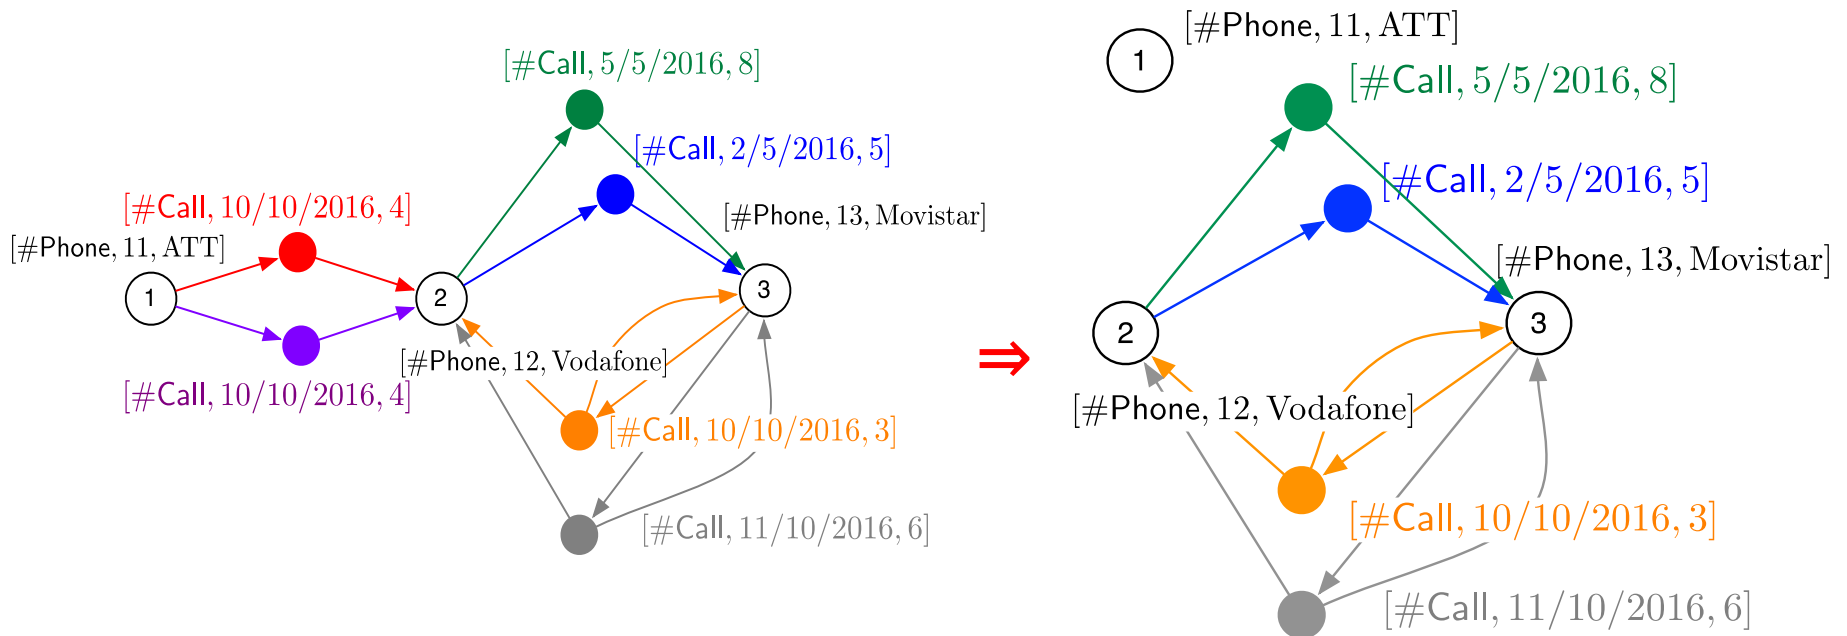 [#Call, 5/5/2016, 8]
[#Call, 2/5/2016, 5]
[#Call, 10/10/2016, 4]
[#Phone, 13, Movistar]
[#Phone, 11, ATT]
1
2
3
[#Phone, 12, Vodafone]
[#Call, 10/10/2016, 4]
[#Call, 10/10/2016, 3]
[#Call, 11/10/2016, 6]
⇒
[#Phone, 11, ATT]
1
[#Call, 5/5/2016, 8]
[#Call, 2/5/2016, 5]
[#Phone, 13, Movistar]
2
3
[#Phone, 12, Vodafone]
[#Call, 10/10/2016, 3]
[#Call, 11/10/2016, 6]